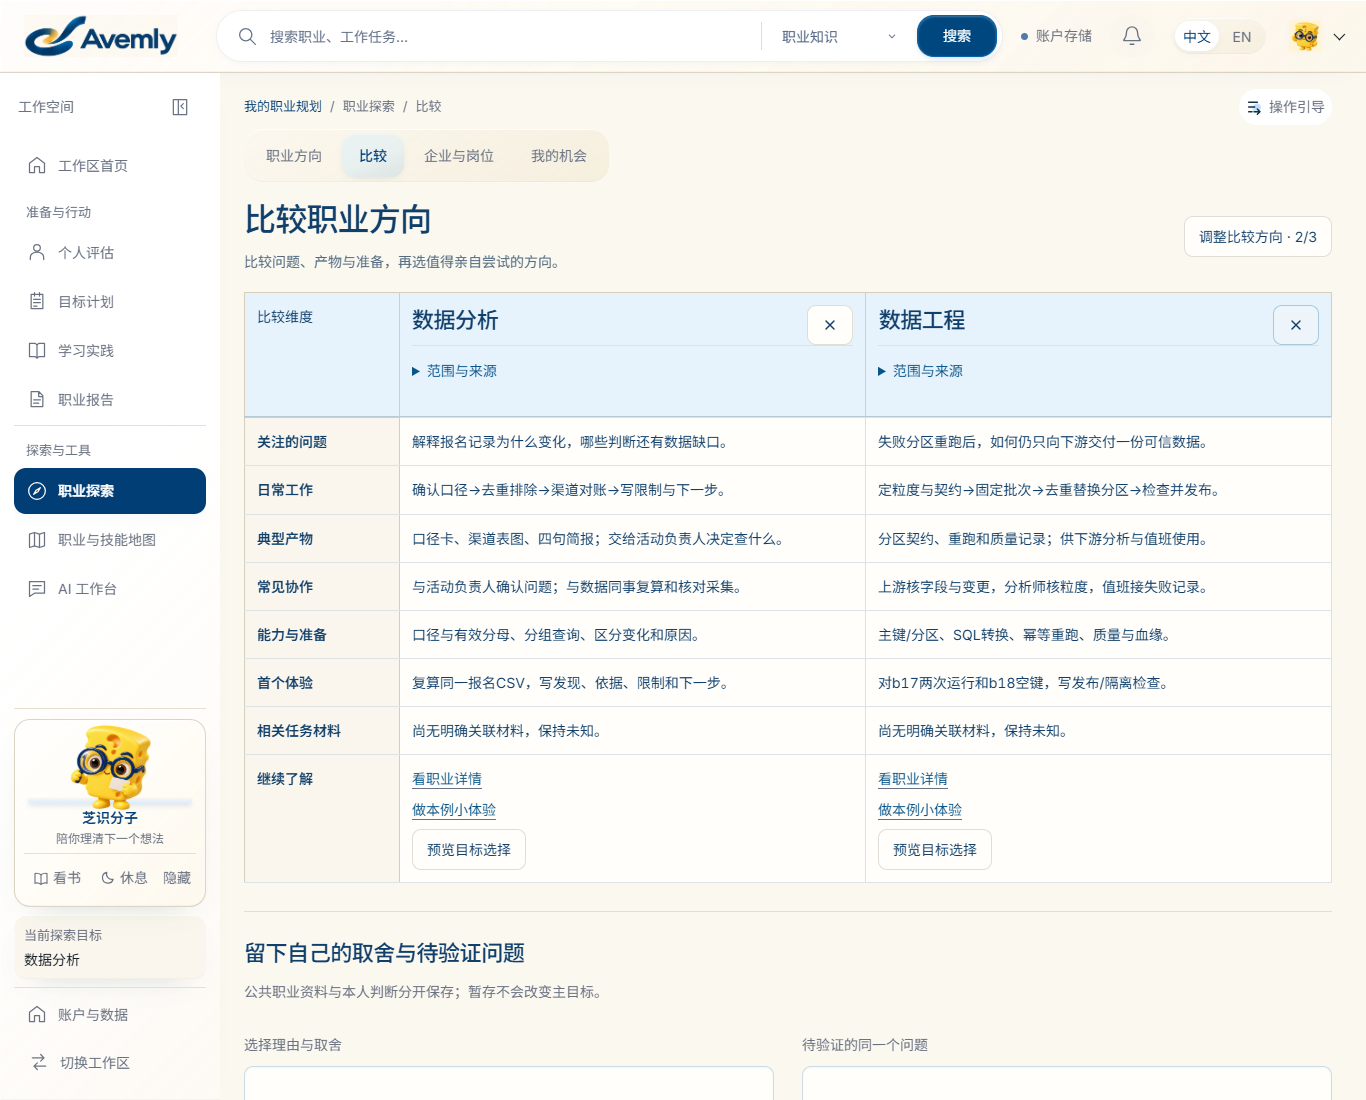 Avemly
搜索职业、工作任务...
职业知识
搜索
账户存储
中文
EN
工作空间
工作区首页
准备与行动
个人评估
目标计划
学习实践
职业报告
探索与工具
职业探索
职业与技能地图
AI 工作台
芝识分子
陪你理清下一个想法
看书
休息
隐藏
当前探索目标
数据分析
账户与数据
切换工作区
我的职业规划 / 职业探索 / 比较
操作引导
职业方向
比较
企业与岗位
我的机会
比较职业方向
比较问题、产物与准备，再选值得亲自尝试的方向。
调整比较方向 · 2/3
比较维度
数据分析
×
▶ 范围与来源
数据工程
×
▶ 范围与来源
关注的问题
解释报名记录为什么变化，哪些判断还有数据缺口。
失败分区重跑后，如何仍只向下游交付一份可信数据。
日常工作
确认口径→去重排除→渠道对账→写限制与下一步。
定粒度与契约→固定批次→去重替换分区→检查并发布。
典型产物
口径卡、渠道表图、四句简报；交给活动负责人决定查什么。
分区契约、重跑和质量记录；供下游分析与值班使用。
常见协作
与活动负责人确认问题；与数据同事复算和核对采集。
上游核字段与变更，分析师核粒度，值班接失败记录。
能力与准备
口径与有效分母、分组查询、区分变化和原因。
主键/分区、SQL转换、幂等重跑、质量与血缘。
首个体验
复算同一报名CSV，写发现、依据、限制和下一步。
对b17两次运行和b18空键，写发布/隔离检查。
相关任务材料
尚无明确关联材料，保持未知。
尚无明确关联材料，保持未知。
继续了解
看职业详情
做本例小体验
预览目标选择
看职业详情
做本例小体验
预览目标选择
留下自己的取舍与待验证问题
公共职业资料与本人判断分开保存；暂存不会改变主目标。
选择理由与取舍
待验证的同一个问题